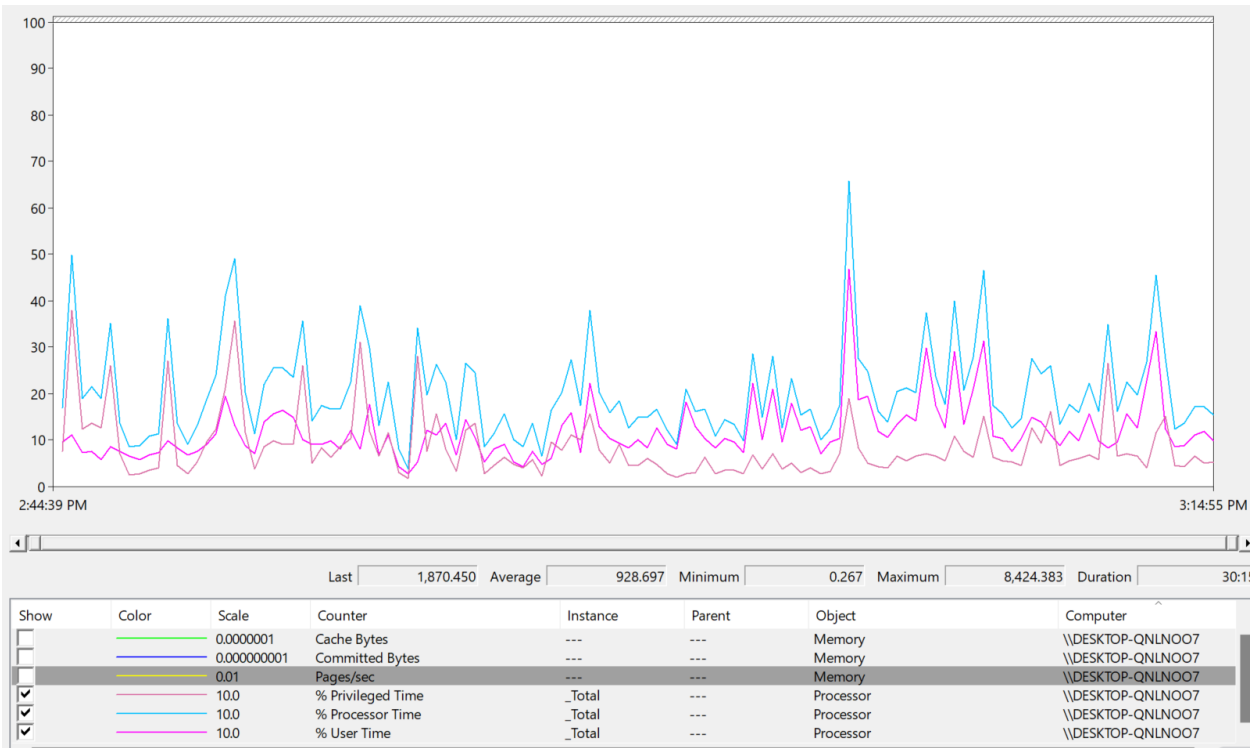 100
90
80
70
60
50
40
30
20
10
0
2:44:39 PM 3:14:55 PM
Last 1,870.450 Average 928.697 Minimum 0.267 Maximum 8,424.383 Duration 30:15
Show Color Scale Counter Instance Parent Object Computer
0.0000001 Cache Bytes --- --- Memory \\DESKTOP-QNLNOO7
0.000000001 Committed Bytes --- --- Memory \\DESKTOP-QNLNOO7
0.01 Pages/sec --- --- Memory \\DESKTOP-QNLNOO7
10.0 % Privileged Time _Total --- Processor \\DESKTOP-QNLNOO7
10.0 % Processor Time _Total --- Processor \\DESKTOP-QNLNOO7
10.0 % User Time _Total --- Processor \\DESKTOP-QNLNOO7